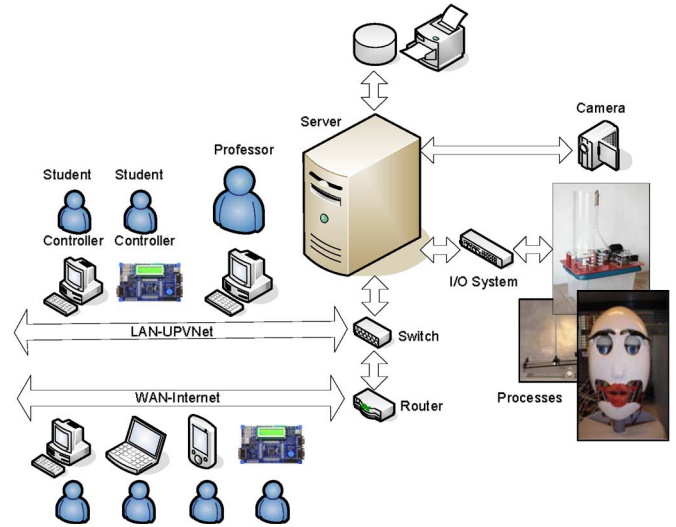 Server
Camera
Professor
Student Student
Controller Controller
I/O System
LAN-UPVNet
Switch
WAN-Internet
Router
Processes